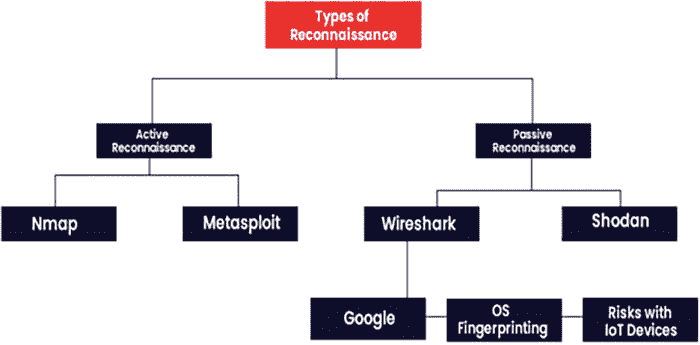 Types of
Reconnaissance
Active
Reconnaissance
Passive
Reconnaissance
Nmap
Metasploit
Wireshark
Shodan
Google
OS
Fingerprinting
Risks with
IoT Devices